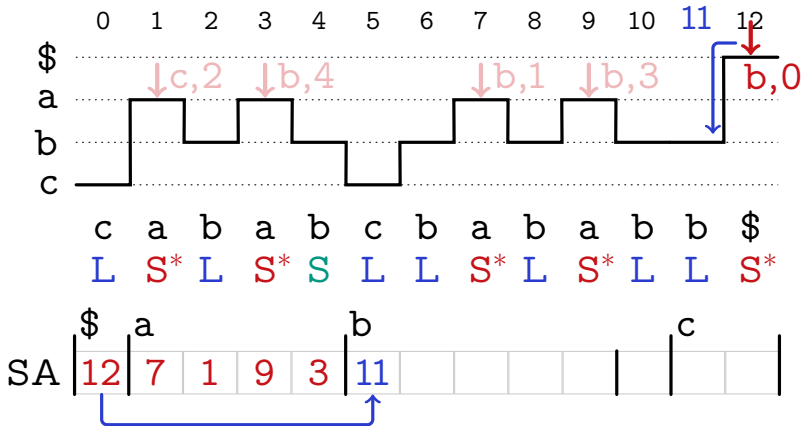 0 1 2 3 4 5 6 7 8 9 10 11 12
$
c,2 b,4 b,1 b,3 b,0
a
b
c
c a b a b c b a b a b b $
L S* L S* S L L S* L S* L L S*
$ a b c
SA 12 7 1 9 3 11